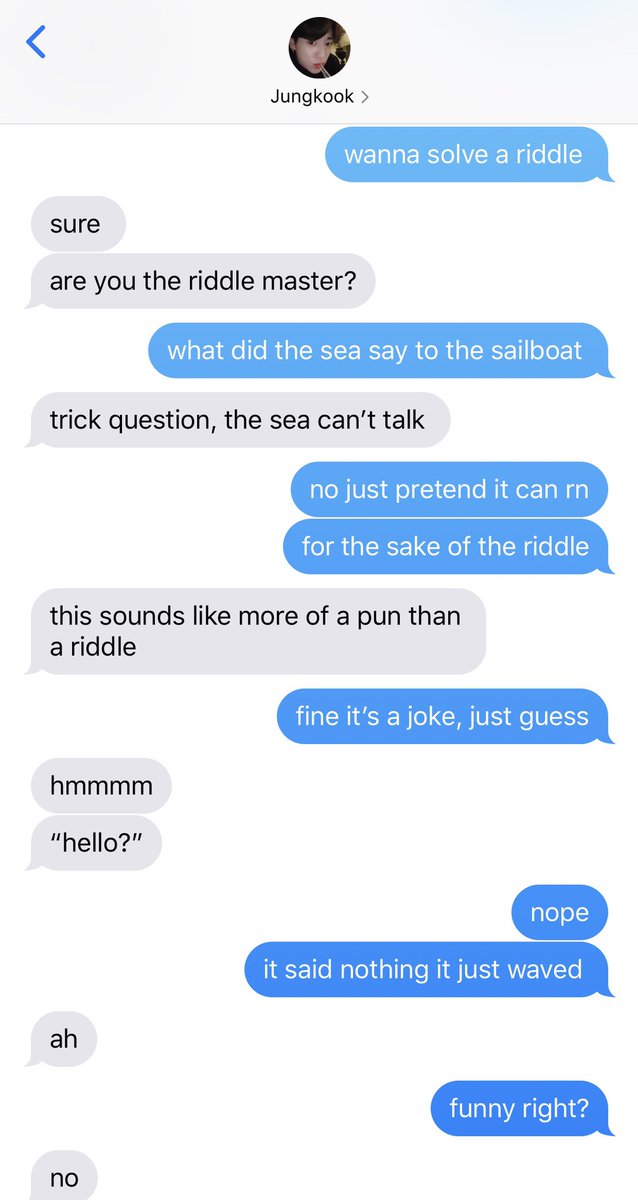 Jungkook
wanna solve a riddle
sure
are you the riddle master?
what did the sea say to the sailboat
trick question, the sea can’t talk
no just pretend it can rn
for the sake of the riddle
this sounds like more of a pun than
a riddle
fine it’s a joke, just guess
hmmmm
“hello?”
nope
it said nothing it just waved
ah
funny right?
no